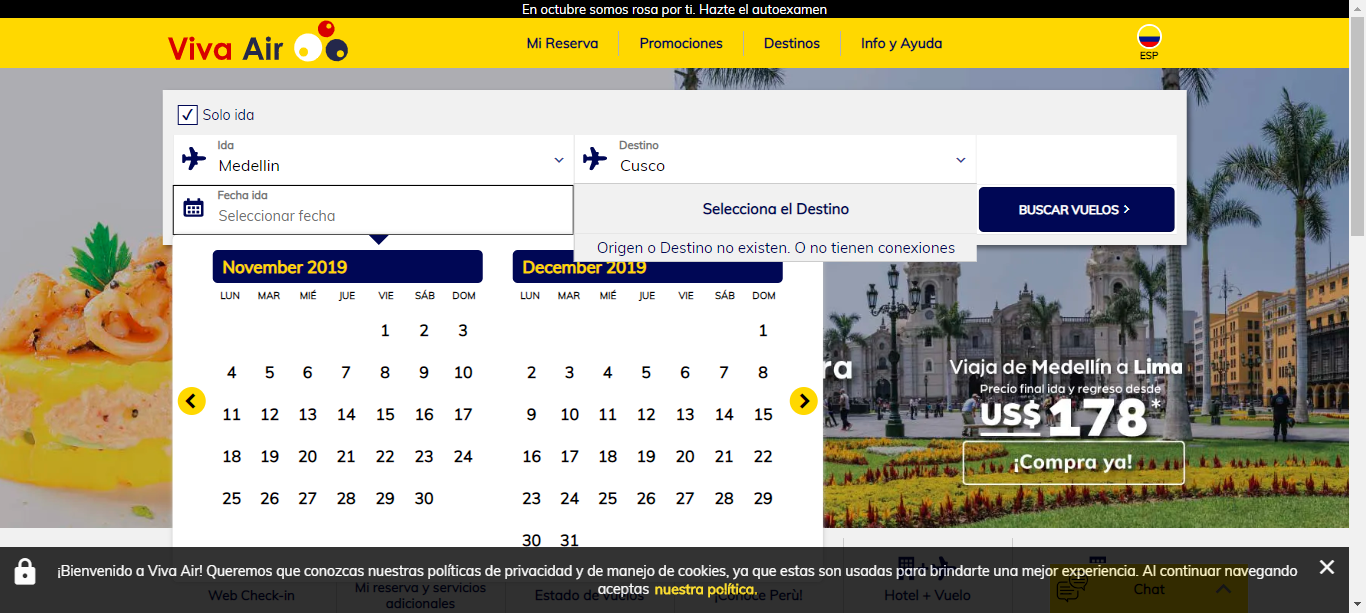 En octubre somos rosa por ti. Hazte el autoexamen
Viva Air
Mi Reserva
Promociones
Destinos
Info y Ayuda
ESP
Solo ida
Ida
Medellin
Destino
Cusco
Fecha ida
Seleccionar fecha
Selecciona el Destino
BUSCAR VUELOS
Origen o Destino no existen. O no tienen conexiones
November 2019
LUN MAR MIÉ JUE VIE SÁB DOM
1 2 3
4 5 6 7 8 9 10
11 12 13 14 15 16 17
18 19 20 21 22 23 24
25 26 27 28 29 30
December 2019
LUN MAR MIÉ JUE VIE SÁB DOM
1
2 3 4 5 6 7 8
9 10 11 12 13 14 15
16 17 18 19 20 21 22
23 24 25 26 27 28 29
30 31
ra
Viaja de Medellín a Lima
Precio final ida y regreso desde
US$ 178*
¡Compra ya!
¡Bienvenido a Viva Air! Queremos que conozcas nuestras políticas de privacidad y de manejo de cookies, ya que estas son usadas para brindarte una mejor experiencia. Al continuar navegando
aceptas nuestra política.
Web Check-in
Mi reserva y servicios
adicionales
Estado de vuelos
¡Conoce Perù!
Hotel + Vuelo
Chat